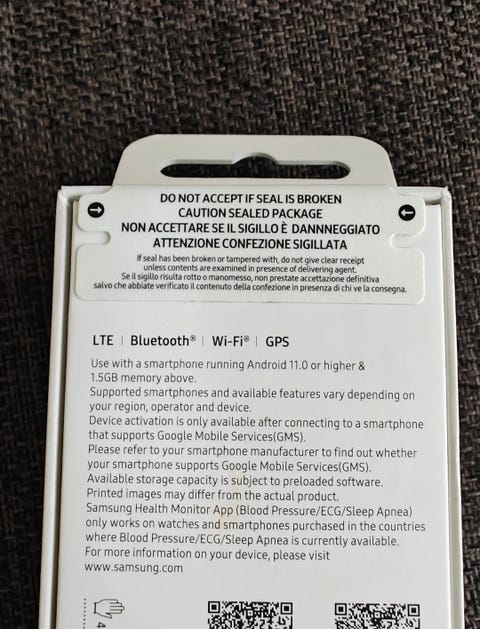 DO NOT ACCEPT IF SEAL IS BROKEN
CAUTION SEALED PACKAGE
NON ACCETTARE SE IL SIGILLO È DANNNEGGIATO
ATTENZIONE CONFEZIONE SIGILLATA
If seal has been broken or tampered with, do not give clear receipt
unless contents are examined in presence of delivering agent.
Se il sigillo risulta rotto o manomesso, non prestate accettazione definitiva
salvo che abbiate verificato il contenuto della confezione in presenza di chi ve la consegna.
LTE | Bluetooth® | Wi-Fi® | GPS
Use with a smartphone running Android 11.0 or higher &
1.5GB memory above.
Supported smartphones and available features vary depending on
your region, operator and device.
Device activation is only available after connecting to a smartphone
that supports Google Mobile Services(GMS).
Please refer to your smartphone manufacturer to find out whether
your smartphone supports Google Mobile Services(GMS).
Available storage capacity is subject to preloaded software.
Printed images may differ from the actual product.
Samsung Health Monitor App (Blood Pressure/ECG/Sleep Apnea)
only works on watches and smartphones purchased in the countries
where Blood Pressure/ECG/Sleep Apnea is currently available.
For more information on your device, please visit
www.samsung.com